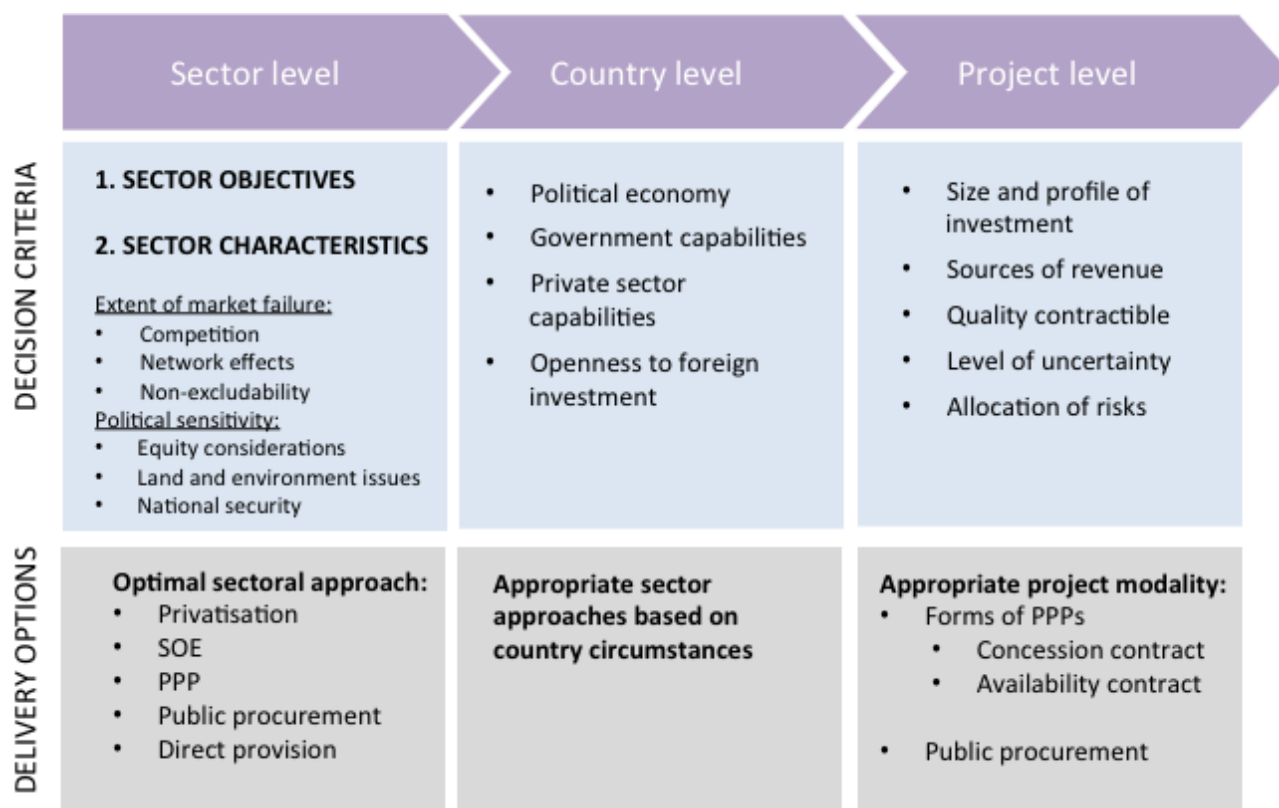 Sector level
Country level
Project level
DECISION CRITERIA
1. SECTOR OBJECTIVES
2. SECTOR CHARACTERISTICS
Extent of market failure:
• Competition
• Network effects
• Non-excludability
Political sensitivity:
• Equity considerations
• Land and environment issues
• National security
• Political economy
• Government capabilities
• Private sector
capabilities
• Openness to foreign
investment
• Size and profile of
investment
• Sources of revenue
• Quality contractible
• Level of uncertainty
• Allocation of risks
DELIVERY OPTIONS
Optimal sectoral approach:
• Privatisation
• SOE
• PPP
• Public procurement
• Direct provision
Appropriate sector
approaches based on
country circumstances
Appropriate project modality:
• Forms of PPPs
• Concession contract
• Availability contract
• Public procurement